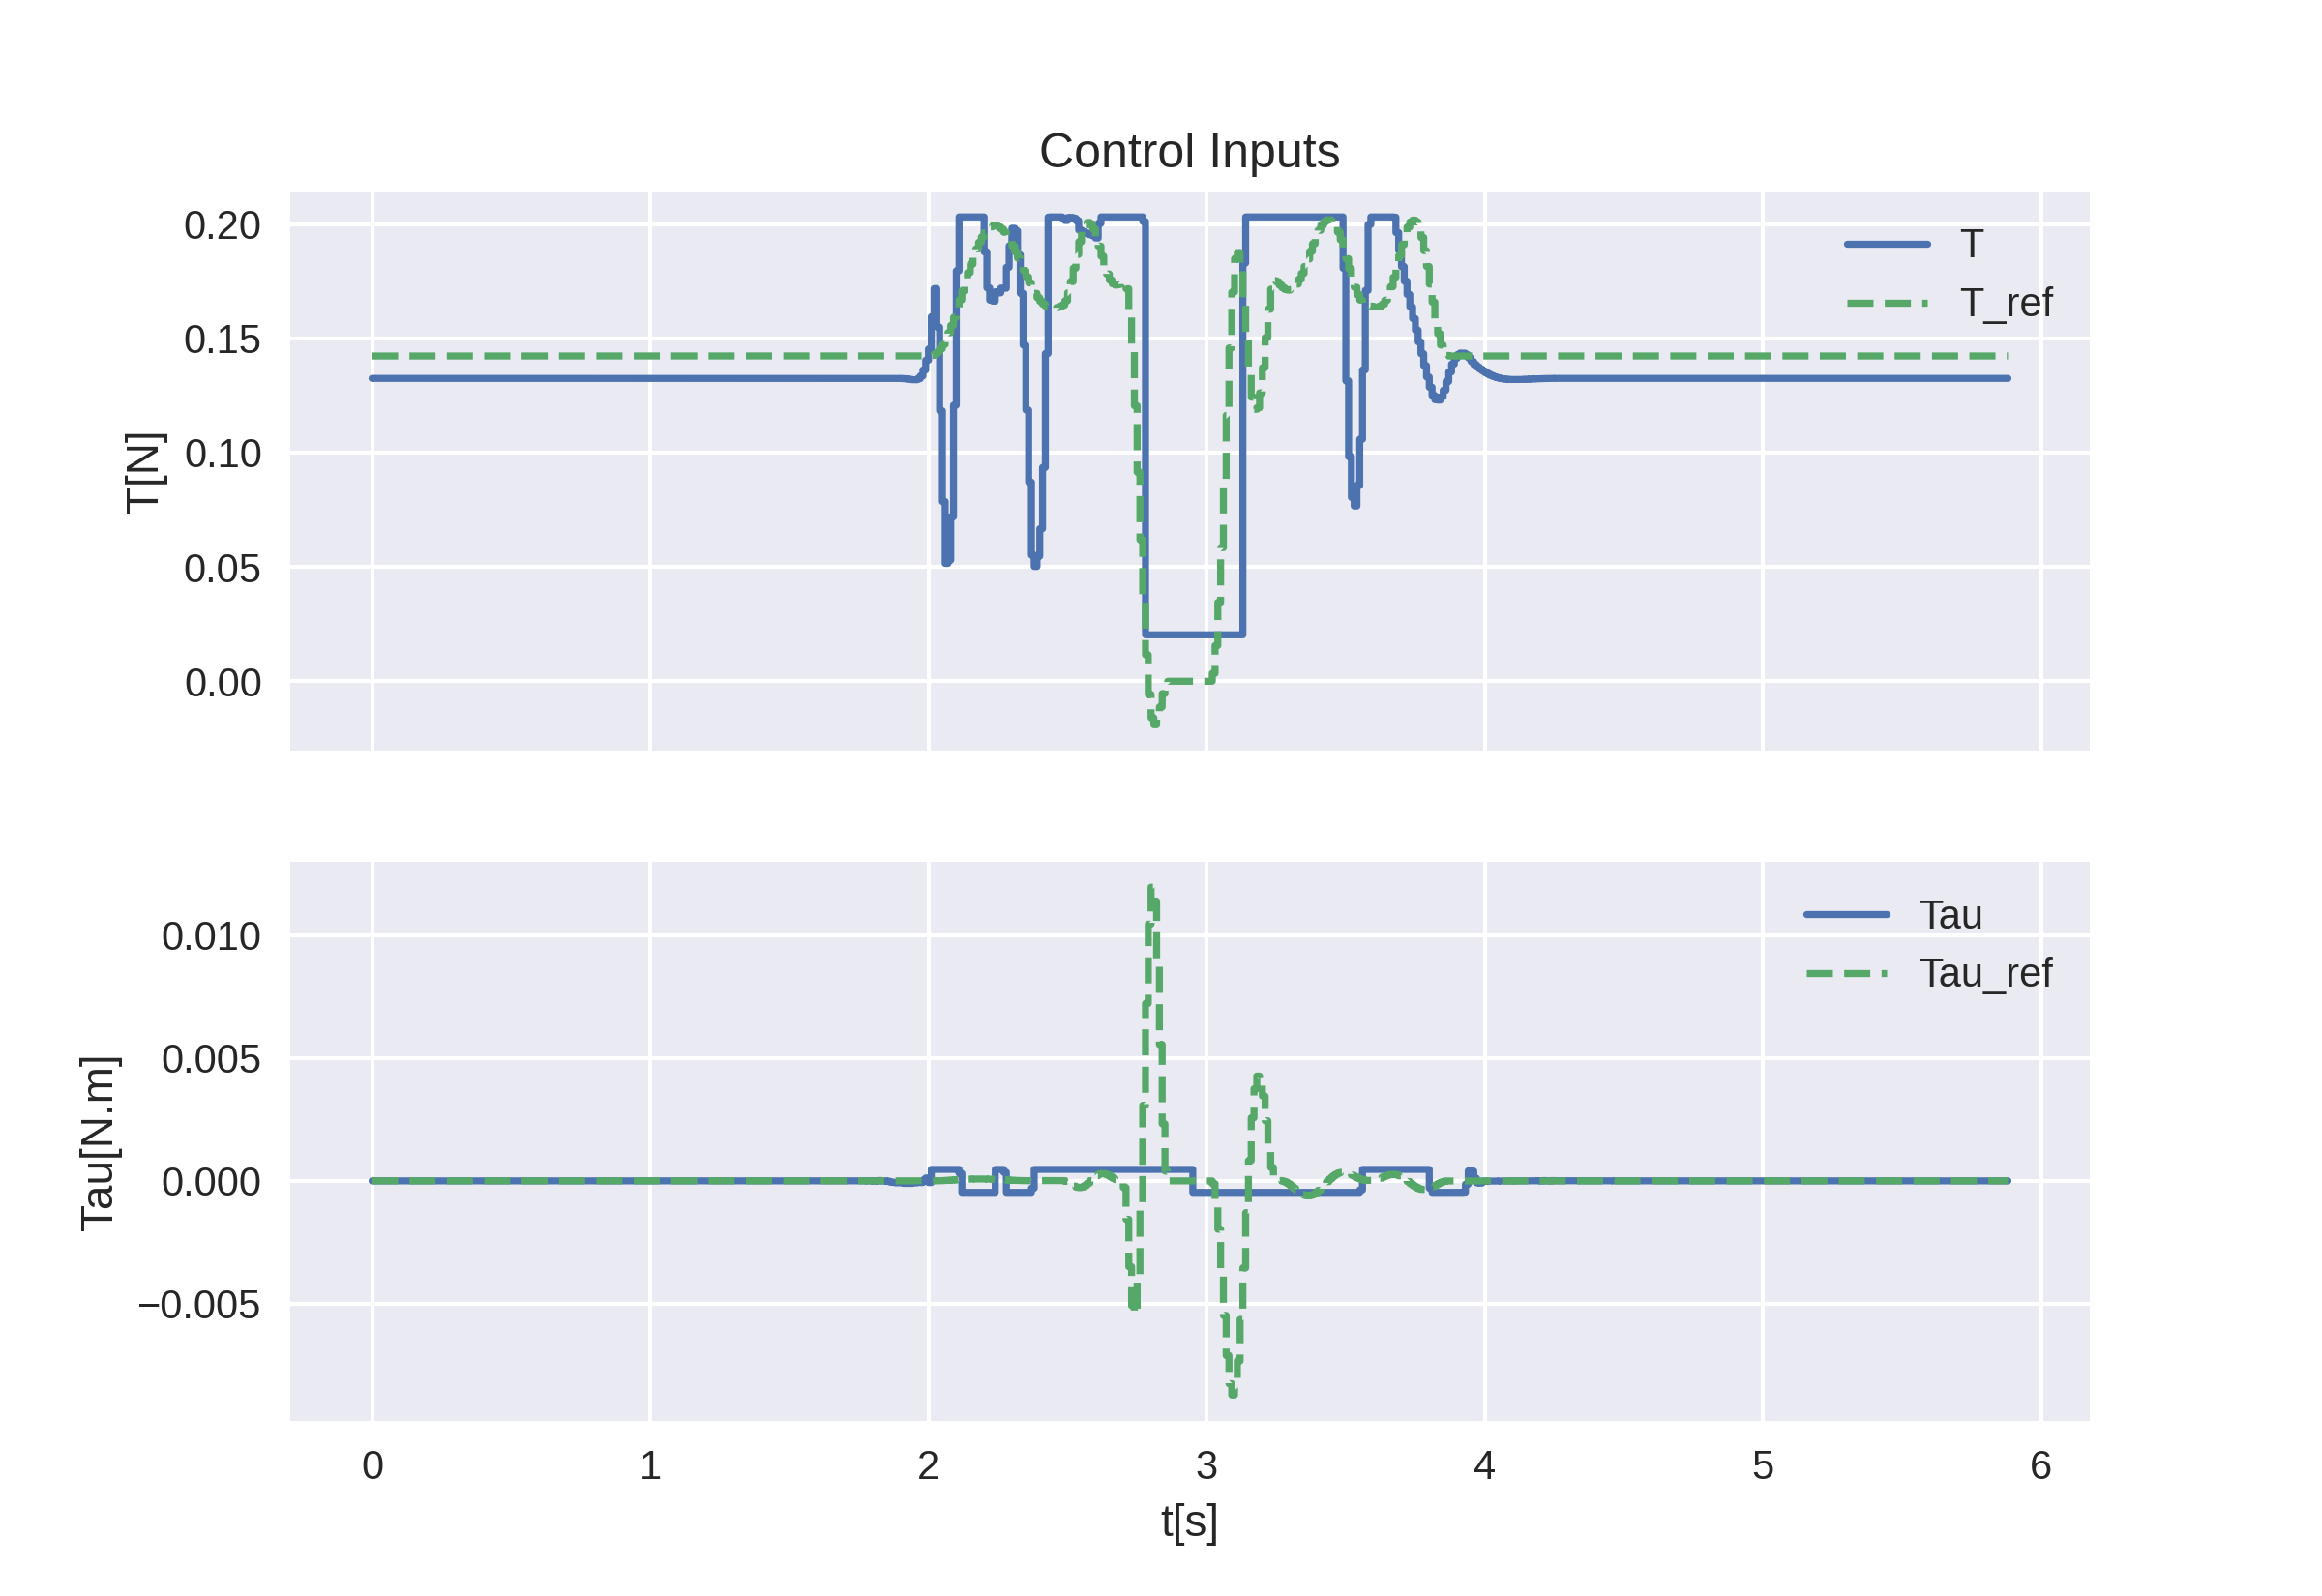 Control Inputs
0.20
0.15
0.10
0.05
0.00
T[N]
T
T_ref
0.010
0.005
0.000
−0.005
Tau[N.m]
Tau
Tau_ref
0 1 2 3 4 5 6
t[s]